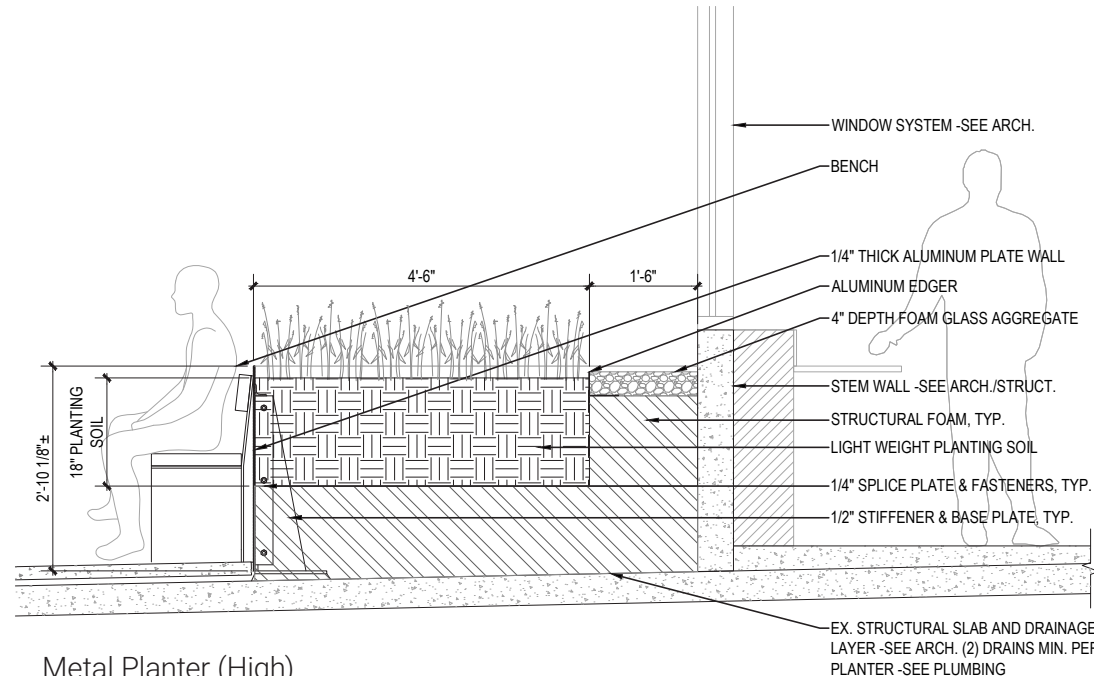 WINDOW SYSTEM -SEE ARCH.
BENCH
1/4" THICK ALUMINUM PLATE WALL
4'-6"
1'-6"
ALUMINUM EDGER
4" DEPTH FOAM GLASS AGGREGATE
STEM WALL -SEE ARCH./STRUCT.
STRUCTURAL FOAM, TYP.
2'-10 1/8"±
18" PLANTING
SOIL
LIGHT WEIGHT PLANTING SOIL
1/4" SPLICE PLATE & FASTENERS, TYP.
1/2" STIFFENER & BASE PLATE, TYP.
EX. STRUCTURAL SLAB AND DRAINAGE
LAYER -SEE ARCH. (2) DRAINS MIN. PER
PLANTER -SEE PLUMBING
Metal Planter (High)